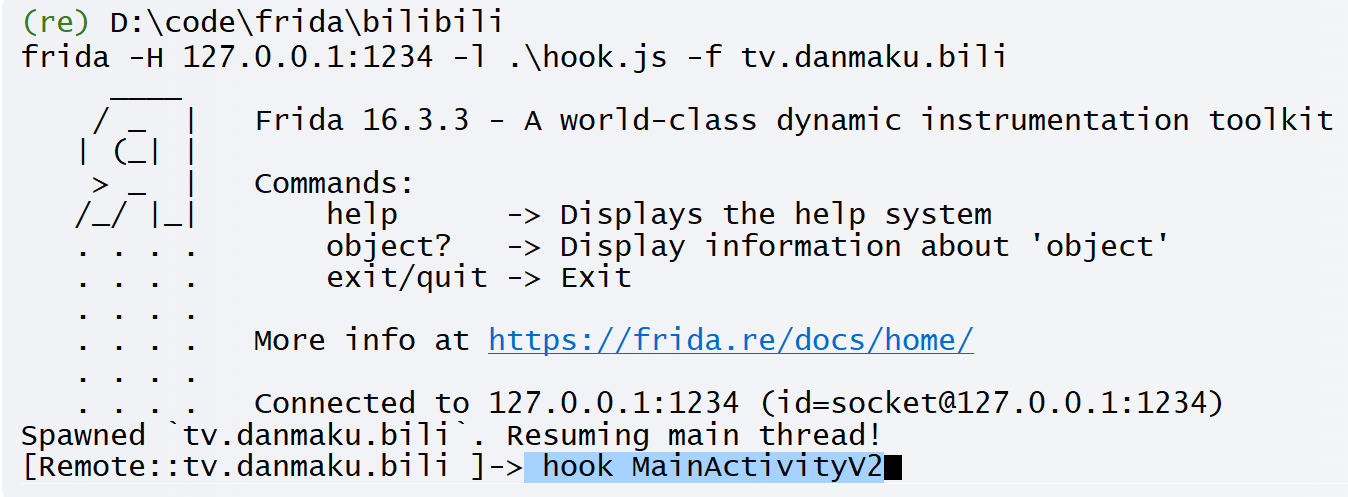 (re) D:\code\frida\bilibili
frida -H 127.0.0.1:1234 -l .\hook.js -f tv.danmaku.bili
     ____
    / _  |   Frida 16.3.3 - A world-class dynamic instrumentation toolkit
   | (_| |
    > _  |   Commands:
   /_/ |_|       help      -> Displays the help system
   . . . .       object?   -> Display information about 'object'
   . . . .       exit/quit -> Exit
   . . . .
   . . . .   More info at https://frida.re/docs/home/
   . . . .
   . . . .   Connected to 127.0.0.1:1234 (id=socket@127.0.0.1:1234)
Spawned `tv.danmaku.bili`. Resuming main thread!
[Remote::tv.danmaku.bili ]-> hook MainActivityV2